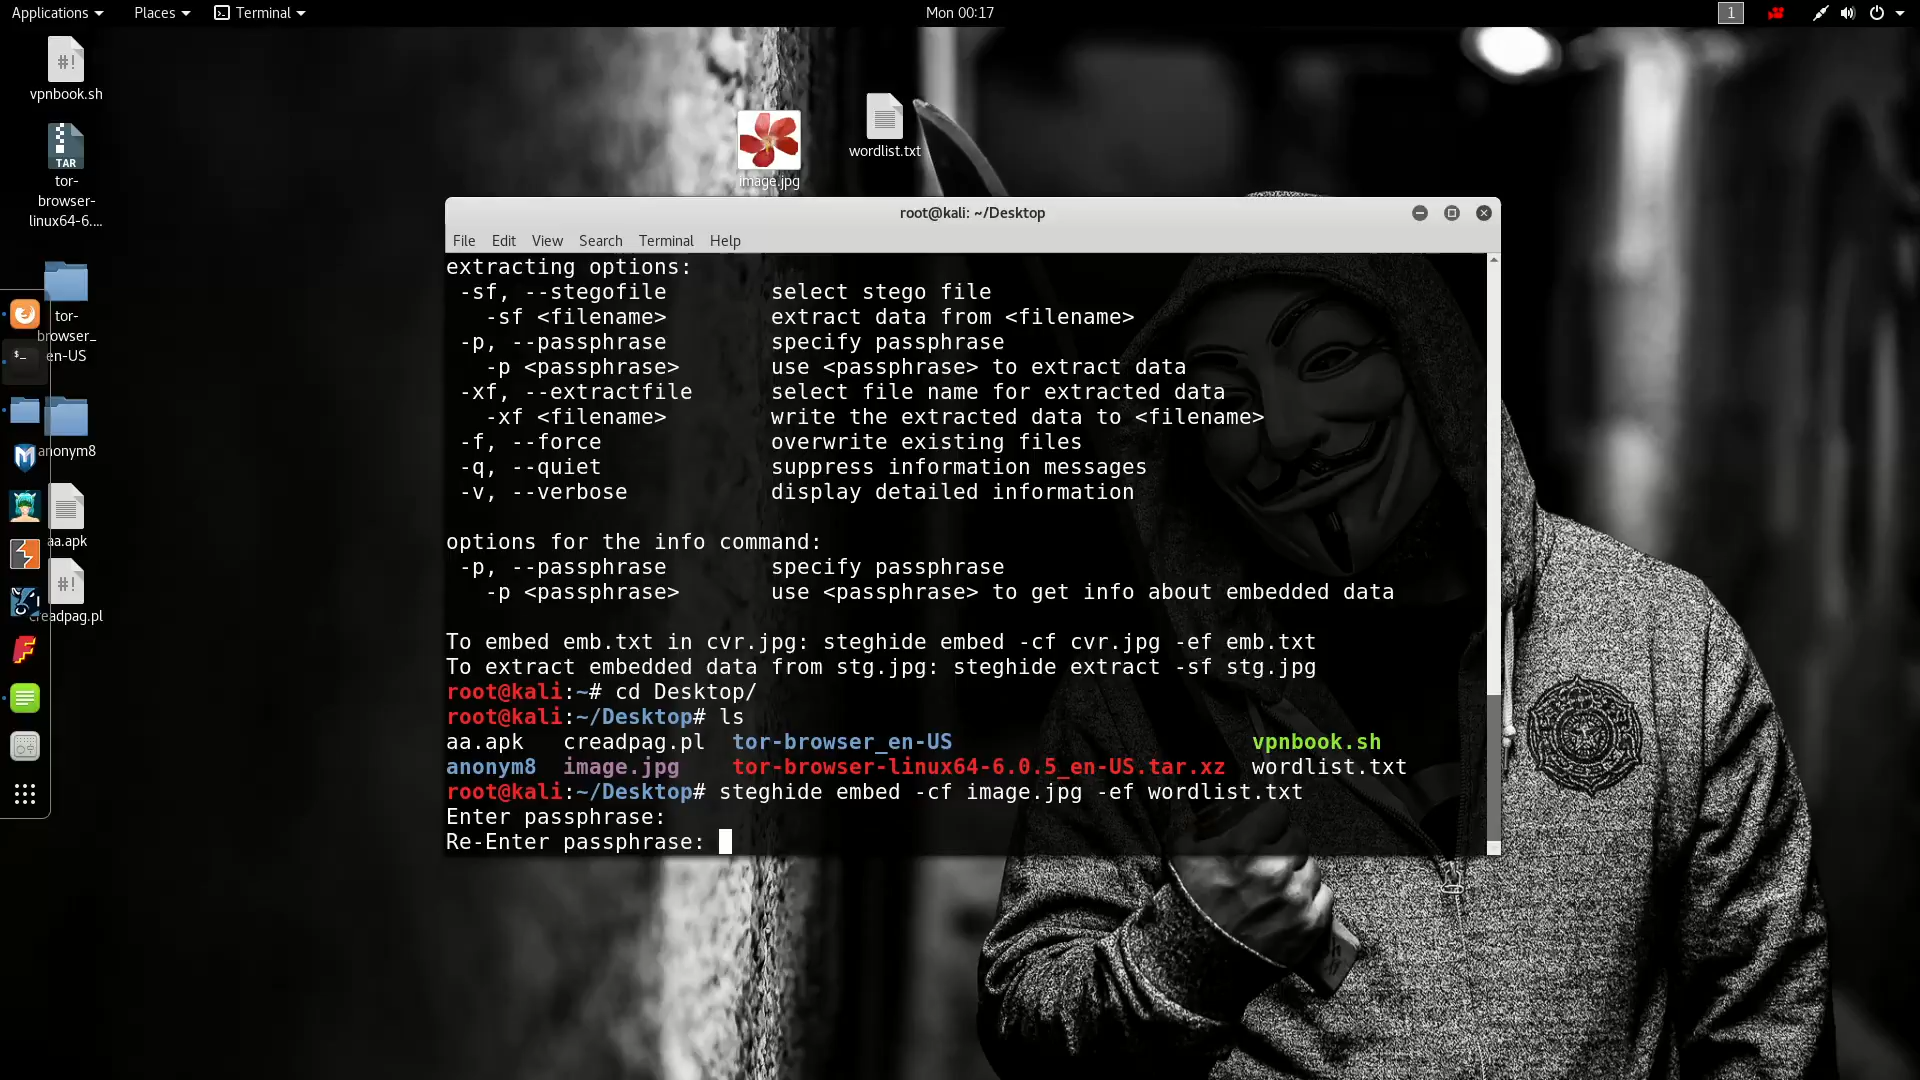 Applications Places Terminal Mon 00:17 1
#!
vpnbook.sh
TAR
tor-
browser-
linux64-6....
tor-
browser_
en-US
anonym8
aa.apk
#!
creadpag.pl
image.jpg
wordlist.txt
root@kali: ~/Desktop
File Edit View Search Terminal Help
extracting options:
-sf, --stegofile select stego file
-sf <filename> extract data from <filename>
-p, --passphrase specify passphrase
-p <passphrase> use <passphrase> to extract data
-xf, --extractfile select file name for extracted data
-xf <filename> write the extracted data to <filename>
-f, --force overwrite existing files
-q, --quiet suppress information messages
-v, --verbose display detailed information
options for the info command:
-p, --passphrase specify passphrase
-p <passphrase> use <passphrase> to get info about embedded data
To embed emb.txt in cvr.jpg: steghide embed -cf cvr.jpg -ef emb.txt
To extract embedded data from stg.jpg: steghide extract -sf stg.jpg
root@kali:~# cd Desktop/
root@kali:~/Desktop# ls
aa.apk creadpag.pl tor-browser_en-US vpnbook.sh
anonym8 image.jpg tor-browser-linux64-6.0.5_en-US.tar.xz wordlist.txt
root@kali:~/Desktop# steghide embed -cf image.jpg -ef wordlist.txt
Enter passphrase:
Re-Enter passphrase: